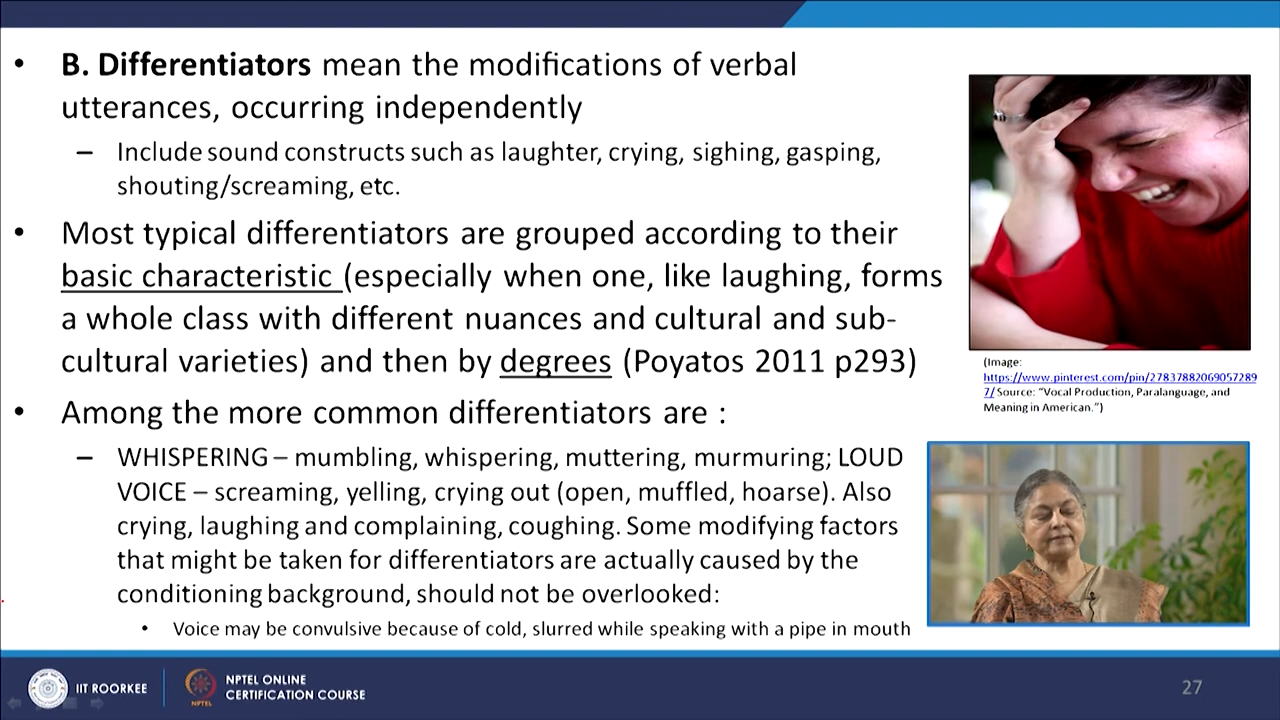 • B. Differentiators mean the modifications of verbal
utterances, occurring independently
– Include sound constructs such as laughter, crying, sighing, gasping,
shouting/screaming, etc.
• Most typical differentiators are grouped according to their
basic characteristic (especially when one, like laughing, forms
a whole class with different nuances and cultural and sub-
cultural varieties) and then by degrees (Poyatos 2011 p293)
• Among the more common differentiators are :
– WHISPERING – mumbling, whispering, muttering, murmuring; LOUD
VOICE – screaming, yelling, crying out (open, muffled, hoarse). Also
crying, laughing and complaining, coughing. Some modifying factors
that might be taken for differentiators are actually caused by the
conditioning background, should not be overlooked:
• Voice may be convulsive because of cold, slurred while speaking with a pipe in mouth
(Image:
https://www.pinterest.com/pin/27837882069057289
7/ Source: “Vocal Production, Paralanguage, and
Meaning in American.”)
IIT ROORKEE
NPTEL
NPTEL ONLINE
CERTIFICATION COURSE
27